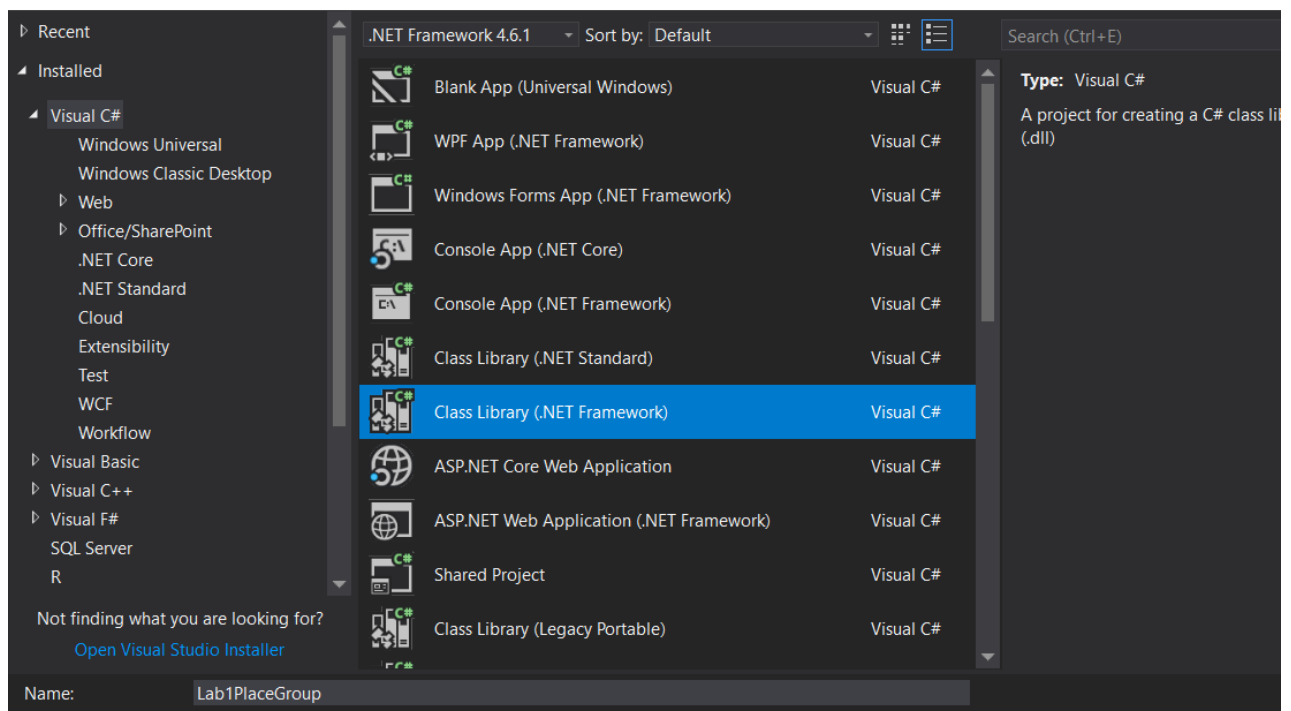 Recent
Installed
Visual C#
Windows Universal
Windows Classic Desktop
Web
Office/SharePoint
.NET Core
.NET Standard
Cloud
Extensibility
Test
WCF
Workflow
Visual Basic
Visual C++
Visual F#
SQL Server
R
Not finding what you are looking for?
Open Visual Studio Installer
.NET Framework 4.6.1 Sort by: Default
C# Blank App (Universal Windows) Visual C#
C# WPF App (.NET Framework) Visual C#
C# Windows Forms App (.NET Framework) Visual C#
C:\ Console App (.NET Core) Visual C#
C# C:\ Console App (.NET Framework) Visual C#
C# Class Library (.NET Standard) Visual C#
C# Class Library (.NET Framework) Visual C#
ASP.NET Core Web Application Visual C#
ASP.NET Web Application (.NET Framework) Visual C#
C# Shared Project Visual C#
C# Class Library (Legacy Portable) Visual C#
C#
Search (Ctrl+E)
Type: Visual C#
A project for creating a C# class li
(.dll)
Name: Lab1PlaceGroup